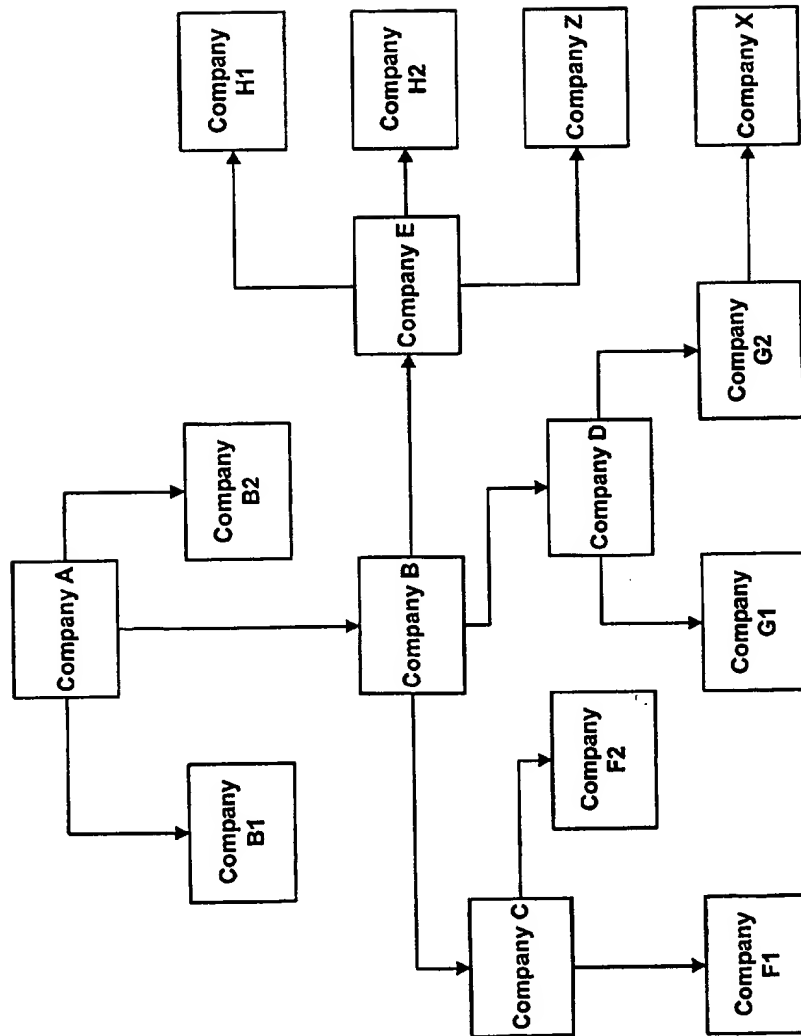 Company A
Company
B1
Company
B2
Company B
Company C
Company
F2
Company
F1
Company D
Company
G1
Company
G2
Company X
Company E
Company
H1
Company
H2
Company Z